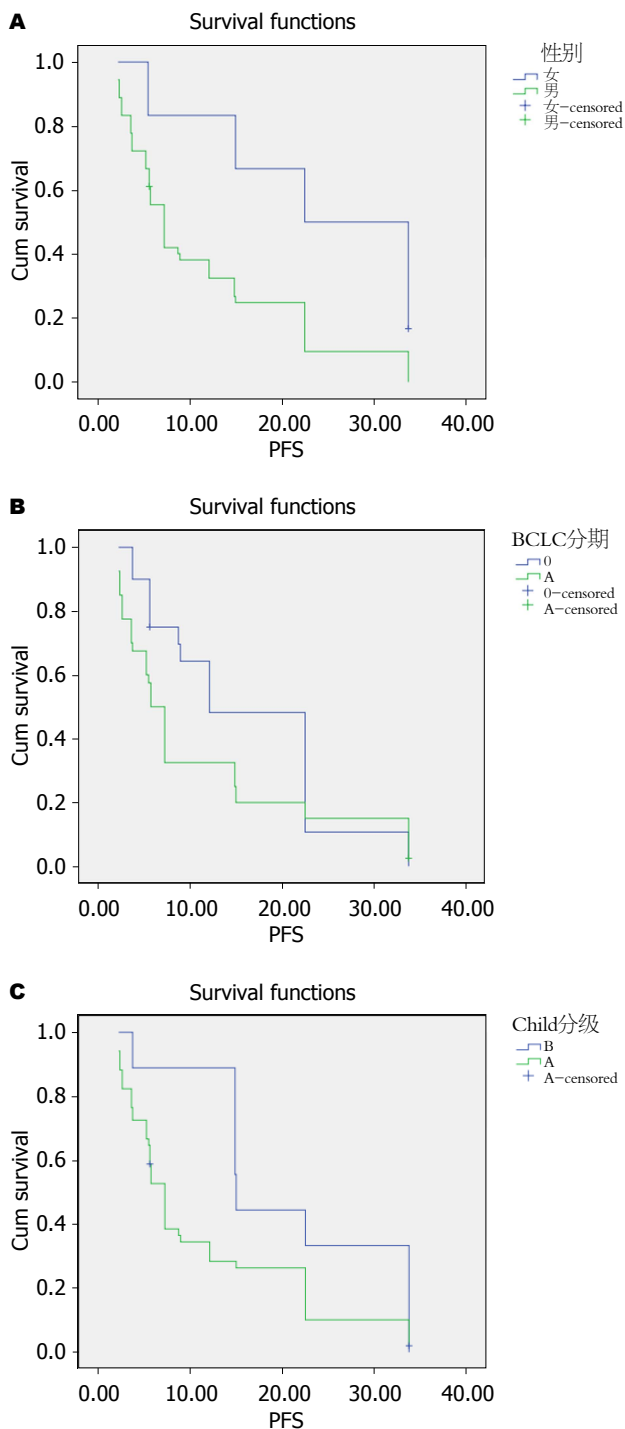 A
Survival functions
性别
女
男
女-censored
男-censored
1.0
0.8
0.6
0.4
0.2
0.0
Cum survival
0.00 10.00 20.00 30.00 40.00
PFS
B
Survival functions
BCLC分期
0
A
0-censored
A-censored
1.0
0.8
0.6
0.4
0.2
0.0
Cum survival
0.00 10.00 20.00 30.00 40.00
PFS
C
Survival functions
Child分级
B
A
A-censored
1.0
0.8
0.6
0.4
0.2
0.0
Cum survival
0.00 10.00 20.00 30.00 40.00
PFS